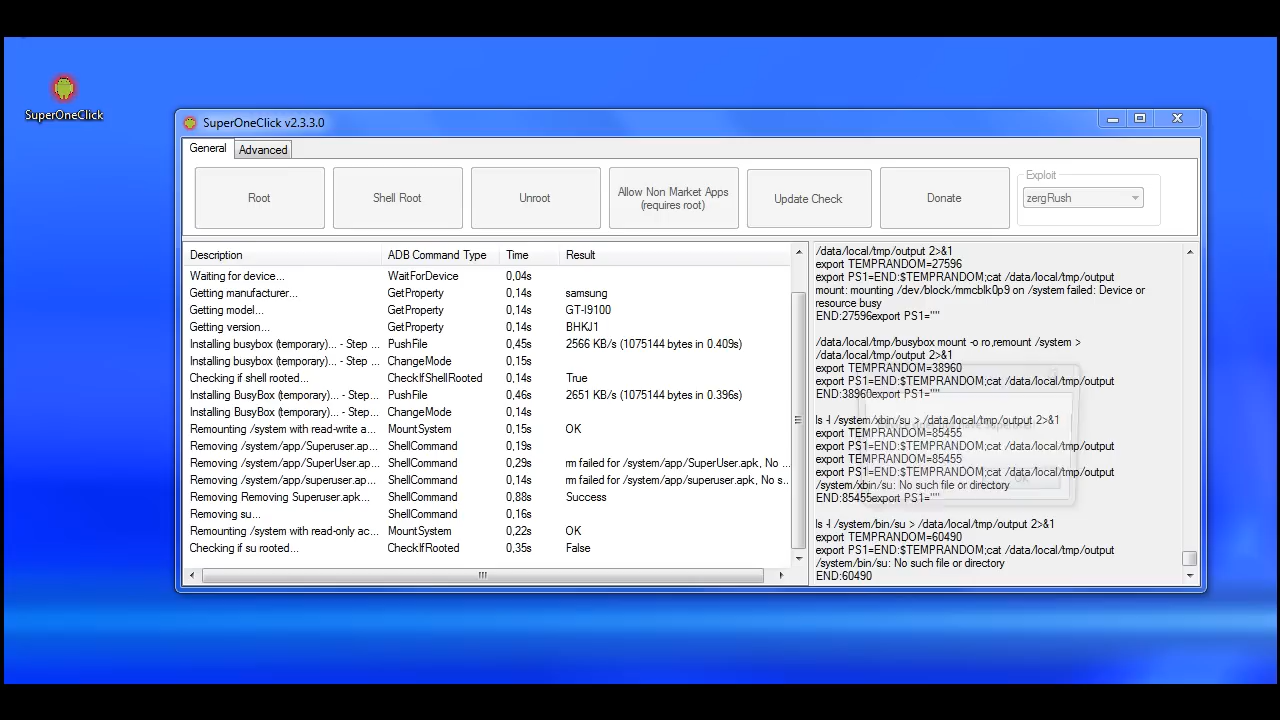 SuperOneClick
SuperOneClick v2.3.3.0
General
Advanced
Root
Shell Root
Unroot
Allow Non Market Apps
(requires root)
Update Check
Donate
Exploit
zergRush
Description ADB Command Type Time Result
Waiting for device... WaitForDevice 0,04s
Getting manufacturer... GetProperty 0,14s samsung
Getting model... GetProperty 0,14s GT-I9100
Getting version... GetProperty 0,14s BHKJ1
Installing busybox (temporary)... - Step ... PushFile 0,45s 2566 KB/s (1075144 bytes in 0.409s)
Installing busybox (temporary)... - Step ... ChangeMode 0,15s
Checking if shell rooted... CheckIfShellRooted 0,14s True
Installing BusyBox (temporary)... - Step... PushFile 0,46s 2651 KB/s (1075144 bytes in 0.396s)
Installing BusyBox (temporary)... - Step... ChangeMode 0,14s
Remounting /system with read-write a... MountSystem 0,15s OK
Removing /system/app/Superuser.ap... ShellCommand 0,19s
Removing /system/app/SuperUser.ap... ShellCommand 0,29s rm failed for /system/app/SuperUser.apk, No ...
Removing /system/app/superuser.ap... ShellCommand 0,14s rm failed for /system/app/superuser.apk, No s...
Removing Removing Superuser.apk... ShellCommand 0,88s Success
Removing su... ShellCommand 0,16s
Remounting /system with read-only ac... MountSystem 0,22s OK
Checking if su rooted... CheckIfRooted 0,35s False
/data/local/tmp/output 2>&1
export TEMPRANDOM=27596
export PS1=END:$TEMPRANDOM;cat /data/local/tmp/output
mount: mounting /dev/block/mmcblk0p9 on /system failed: Device or
resource busy
END:27596export PS1=""
/data/local/tmp/busybox mount -o ro,remount /system >
/data/local/tmp/output 2>&1
export TEMPRANDOM=38960
export PS1=END:$TEMPRANDOM;cat /data/local/tmp/output
END:38960export PS1=""
ls -l /system/xbin/su > /data/local/tmp/output 2>&1
export TEMPRANDOM=85455
export PS1=END:$TEMPRANDOM;cat /data/local/tmp/output
export TEMPRANDOM=85455
export PS1=END:$TEMPRANDOM;cat /data/local/tmp/output
/system/xbin/su: No such file or directory
END:85455export PS1=""
ls -l /system/bin/su > /data/local/tmp/output 2>&1
export TEMPRANDOM=60490
export PS1=END:$TEMPRANDOM;cat /data/local/tmp/output
/system/bin/su: No such file or directory
END:60490
OK